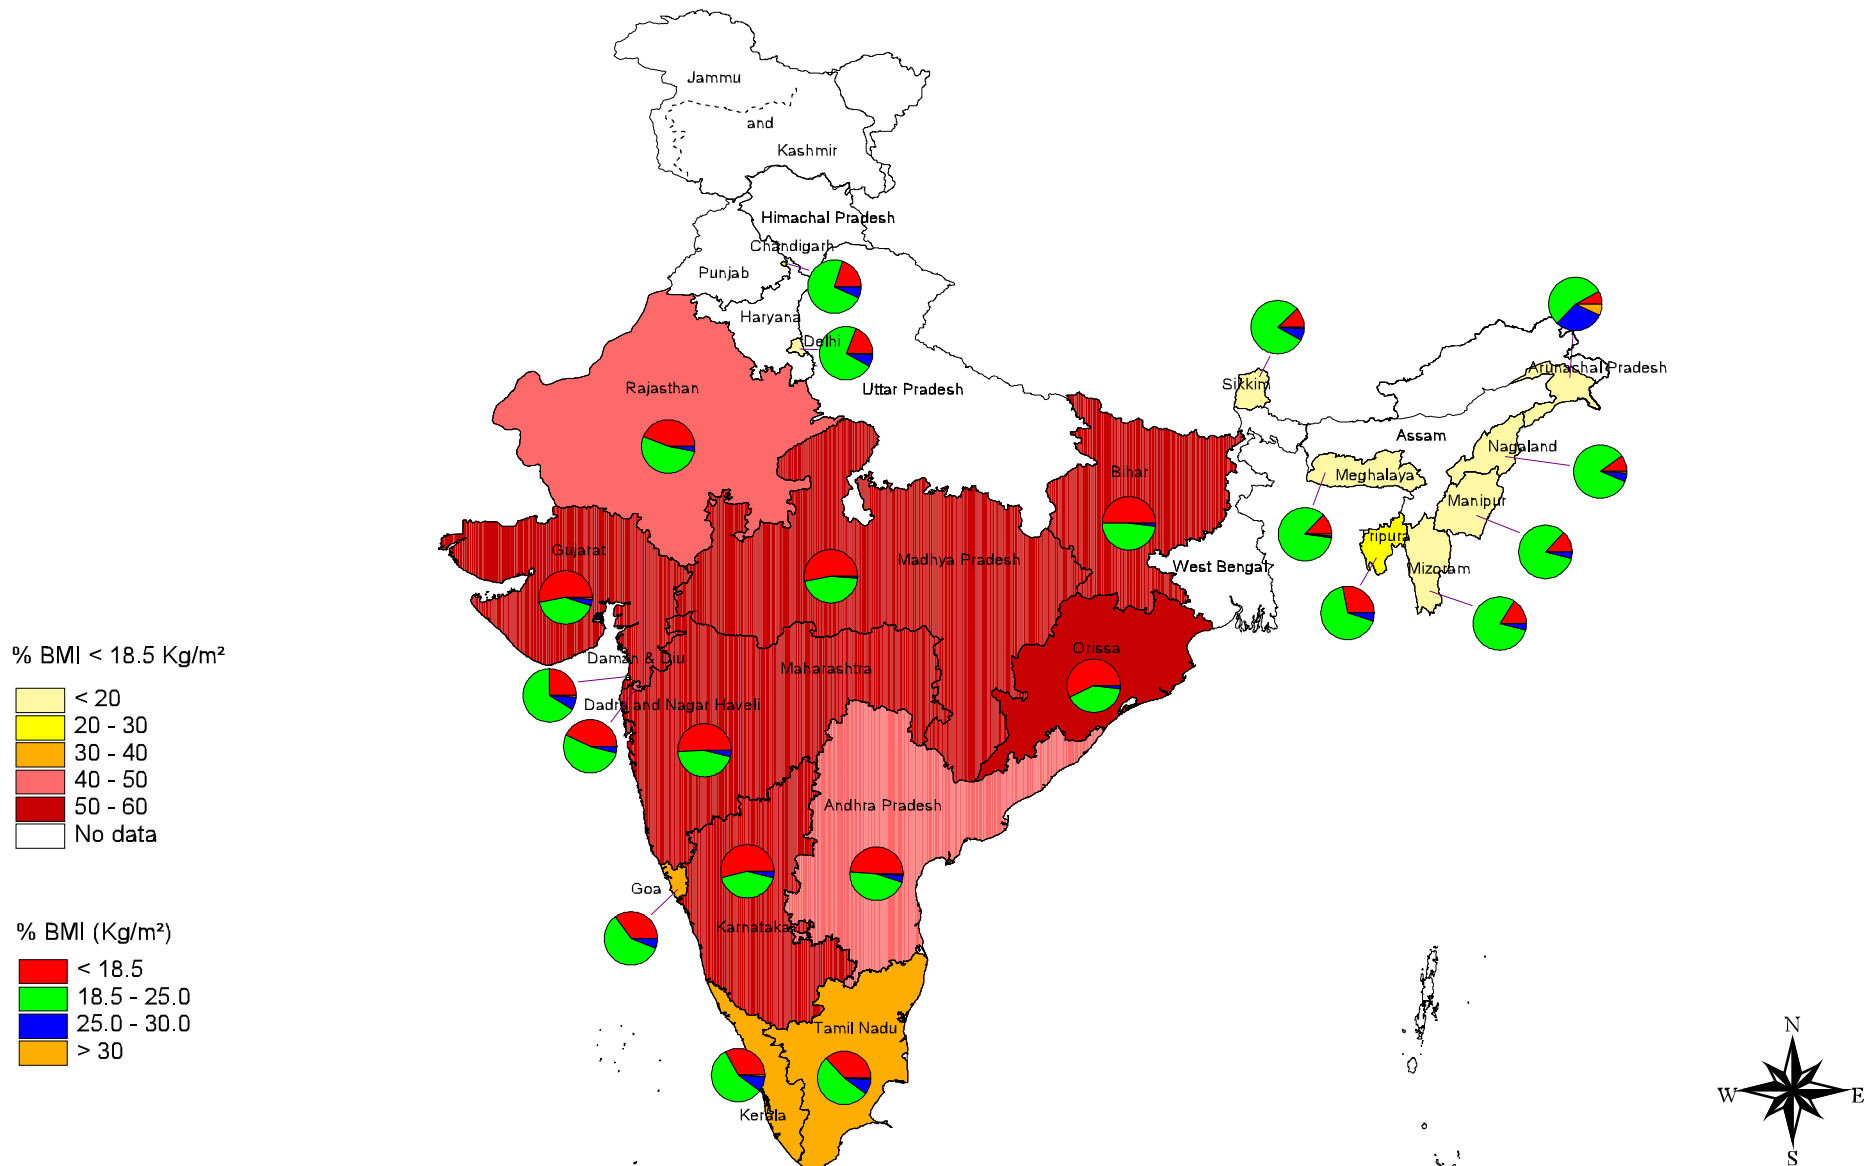 Jammu
and
Kashmir
Himachal Pradesh
Chandigarh
Punjab
Haryana
Delhi
Rajasthan
Uttar Pradesh
Sikkim
Arunachal Pradesh
Assam
Nagaland
Bihar
Meghalaya
Manipur
Gujarat
Madhya Pradesh
West Bengal
Tripura
Mizoram
Daman & Diu
Maharashtra
Orissa
Dadra and Nagar Haveli
Andhra Pradesh
Goa
Karnataka
Tamil Nadu
Kerala
% BMI < 18.5 Kg/m²
< 20
20 - 30
30 - 40
40 - 50
50 - 60
No data
% BMI (Kg/m²)
< 18.5
18.5 - 25.0
25.0 - 30.0
> 30
N
W
E
S